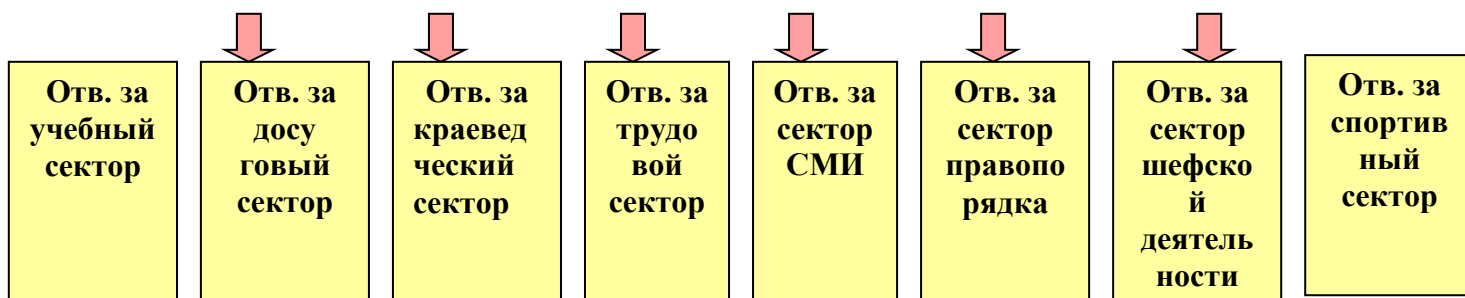 Отв. за
учебный
сектор
Отв. за
досу
говый
сектор
Отв. за
краевед
ческий
сектор
Отв. за
трудо
вой
сектор
Отв. за
сектор
СМИ
Отв. за
сектор
правопо
рядка
Отв. за
сектор
шефско
й
деятель
ности
Отв. за
спортив
ный
сектор